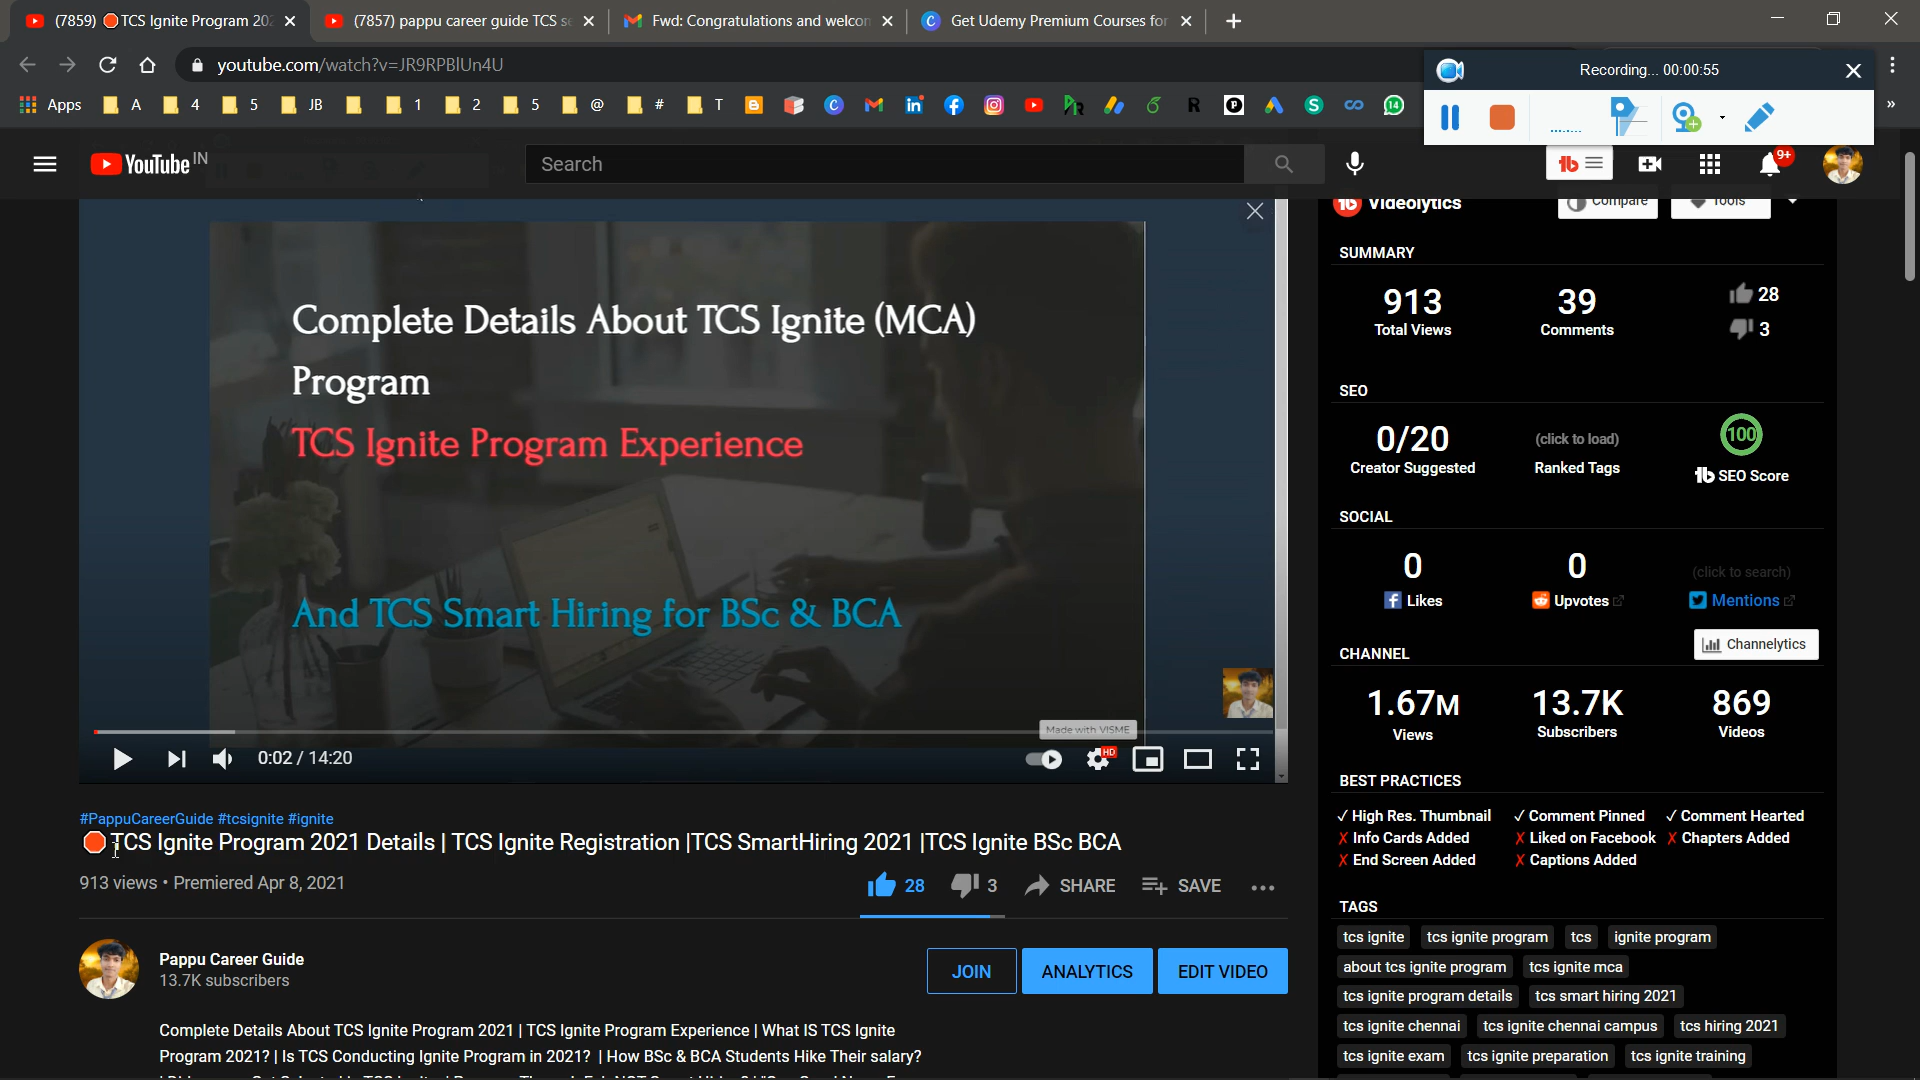 (7859) 🛑TCS Ignite Program 202
(7857) pappu career guide TCS s
Fwd: Congratulations and welcon
Get Udemy Premium Courses for
youtube.com/watch?v=JR9RPBlUn4U
Recording... 00:00:55
Apps A 4 5 JB 1 2 5 @ # T
YouTube IN
Search
9+
Videolytics
Compare
Tools
Complete Details About TCS Ignite (MCA)
Program
TCS Ignite Program Experience
And TCS Smart Hiring for BSc & BCA
Made with VISME
0:02 / 14:20
HD
#PappuCareerGuide #tcsignite #ignite
🛑TCS Ignite Program 2021 Details | TCS Ignite Registration |TCS SmartHiring 2021 |TCS Ignite BSc BCA
913 views • Premiered Apr 8, 2021
28
3
SHARE
SAVE
Pappu Career Guide
13.7K subscribers
JOIN
ANALYTICS
EDIT VIDEO
Complete Details About TCS Ignite Program 2021 | TCS Ignite Program Experience | What IS TCS Ignite
Program 2021? | Is TCS Conducting Ignite Program in 2021? | How BSc & BCA Students Hike Their salary?
SUMMARY
913
Total Views
39
Comments
28
3
SEO
0/20
Creator Suggested
(click to load)
Ranked Tags
100
SEO Score
SOCIAL
0
Likes
0
Upvotes
(click to search)
Mentions
CHANNEL
Channelytics
1.67M
Views
13.7K
Subscribers
869
Videos
BEST PRACTICES
✓ High Res. Thumbnail ✓ Comment Pinned ✓ Comment Hearted
✗ Info Cards Added ✗ Liked on Facebook ✗ Chapters Added
✗ End Screen Added ✗ Captions Added
TAGS
tcs ignite tcs ignite program tcs ignite program
about tcs ignite program tcs ignite mca
tcs ignite program details tcs smart hiring 2021
tcs ignite chennai tcs ignite chennai campus tcs hiring 2021
tcs ignite exam tcs ignite preparation tcs ignite training